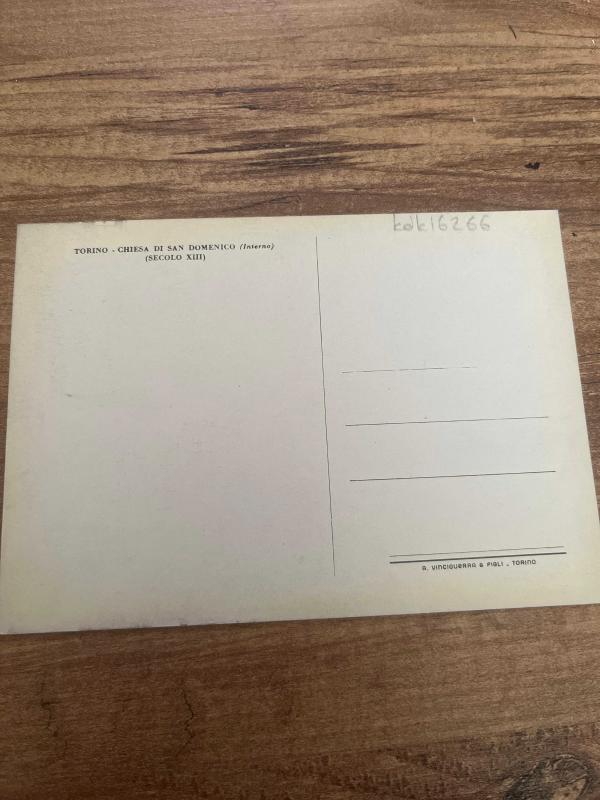 kdk16266
TORINO - CHIESA DI SAN DOMENICO (Interno)
(SECOLO XIII)
A. VINCIGUERRA & FIGLI - TORINO